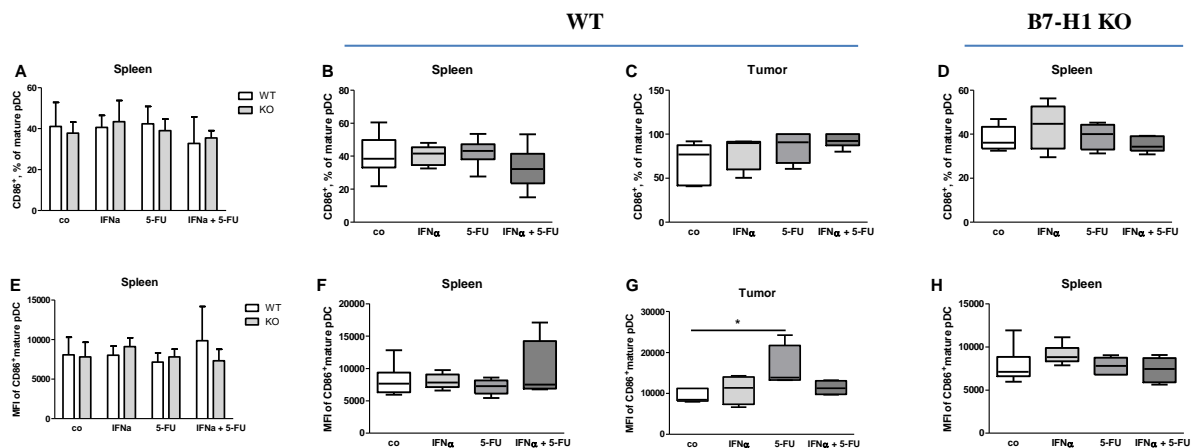 WT
B7-H1 KO
A
Spleen
CD86+, % of mature pDC
60
40
20
0
co
IFNa
5-FU
IFNa + 5-FU
WT
KO
B
Spleen
CD86+, % of mature pDC
80
60
40
20
0
co
IFNα
5-FU
IFNα + 5-FU
C
Tumor
CD86+, % of mature pDC
150
100
50
0
co
IFNα
5-FU
IFNα + 5-FU
D
Spleen
CD86+, % of mature pDC
60
40
20
0
co
IFNα
5-FU
IFNα + 5-FU
E
Spleen
MFI of CD86+mature pDC
15000
10000
5000
0
co
IFNa
5-FU
IFNa + 5-FU
WT
KO
F
Spleen
MFI of CD86+mature pDC
20000
15000
10000
5000
0
co
IFNα
5-FU
IFNα + 5-FU
G
Tumor
MFI of CD86+mature pDC
30000
20000
10000
0
*
co
IFNα
5-FU
IFNα + 5-FU
H
Spleen
MFI of CD86+mature pDC
15000
10000
5000
0
co
IFNα
5-FU
IFNα + 5-FU